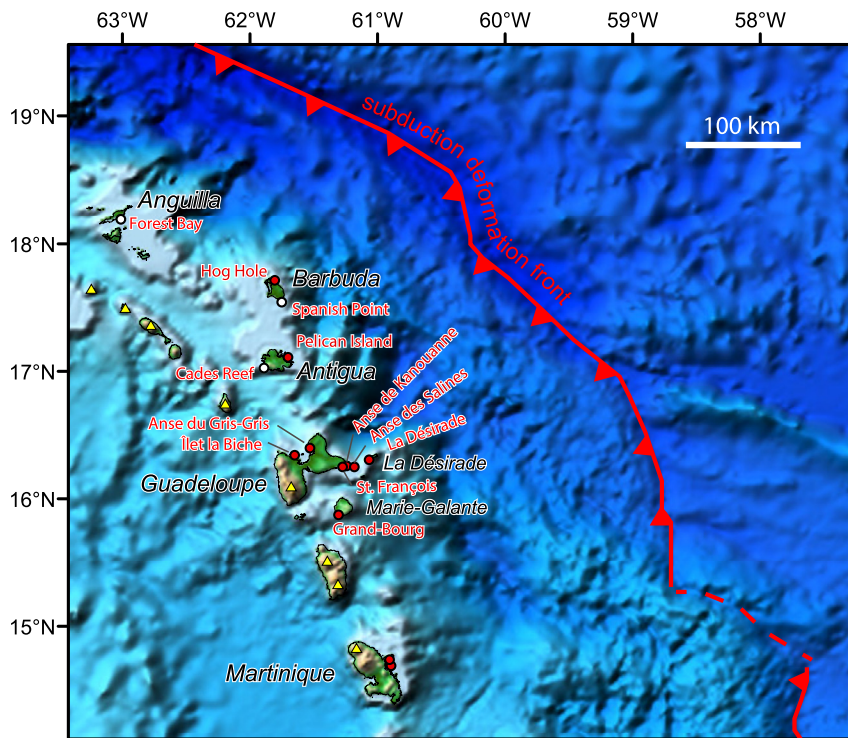 63°W
62°W
61°W
60°W
59°W
58°W
19°N
18°N
17°N
16°N
15°N
100 km
subduction deformation front
Anguilla
Forest Bay
Hog Hole
Barbuda
Spanish Point
Pelican Island
Cades Reef
Antigua
Anse de Kanouanne
Anse des Salines
La Désirade
Anse du Gris-Gris
Îlet la Biche
La Désirade
Guadeloupe
St. François
Marie-Galante
Grand-Bourg
Martinique